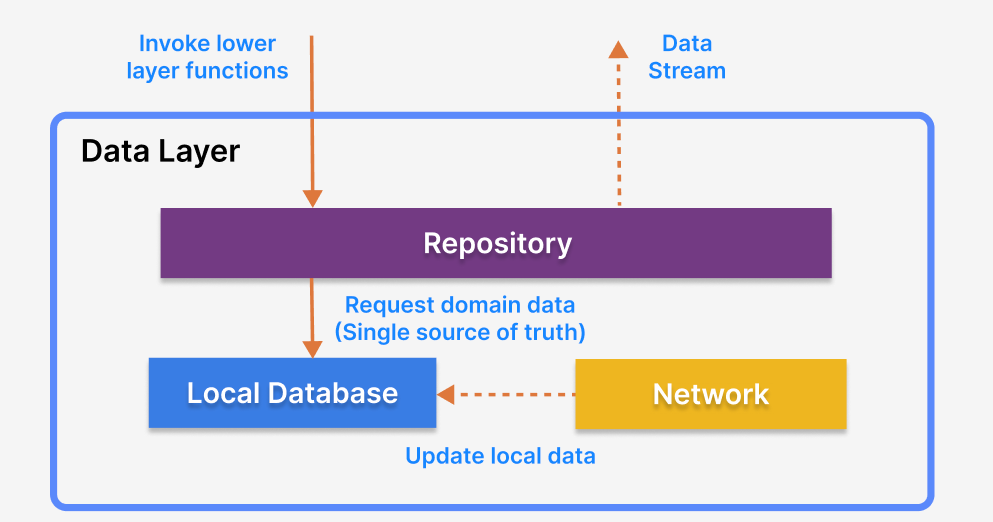 Invoke lower
layer functions
Data
Stream
Data Layer
Repository
Request domain data
(Single source of truth)
Local Database
Network
Update local data